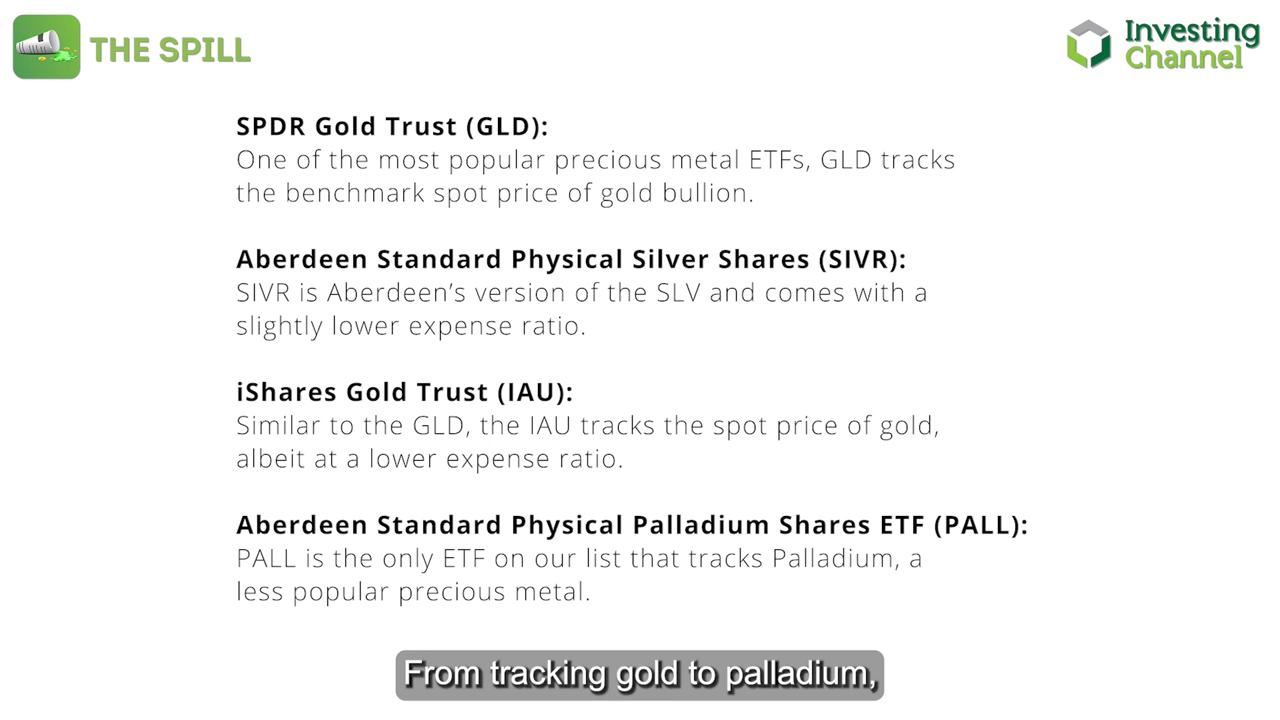 THE SPILL
Investing
Channel
SPDR Gold Trust (GLD):
One of the most popular precious metal ETFs, GLD tracks
the benchmark spot price of gold bullion.
Aberdeen Standard Physical Silver Shares (SIVR):
SIVR is Aberdeen’s version of the SLV and comes with a
slightly lower expense ratio.
iShares Gold Trust (IAU):
Similar to the GLD, the IAU tracks the spot price of gold,
albeit at a lower expense ratio.
Aberdeen Standard Physical Palladium Shares ETF (PALL):
PALL is the only ETF on our list that tracks Palladium, a
less popular precious metal.
From tracking gold to palladium,